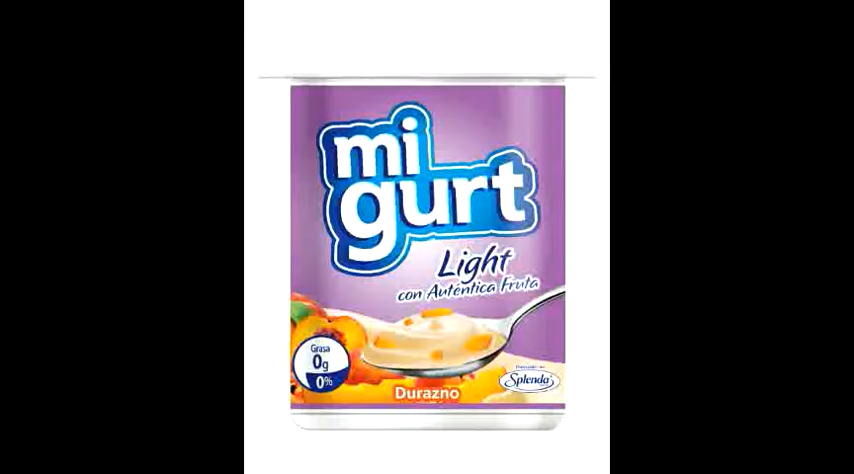 mi
gurt
Light
con Auténtica Fruta
Grasa
0g
0%
Durazno
Splenda